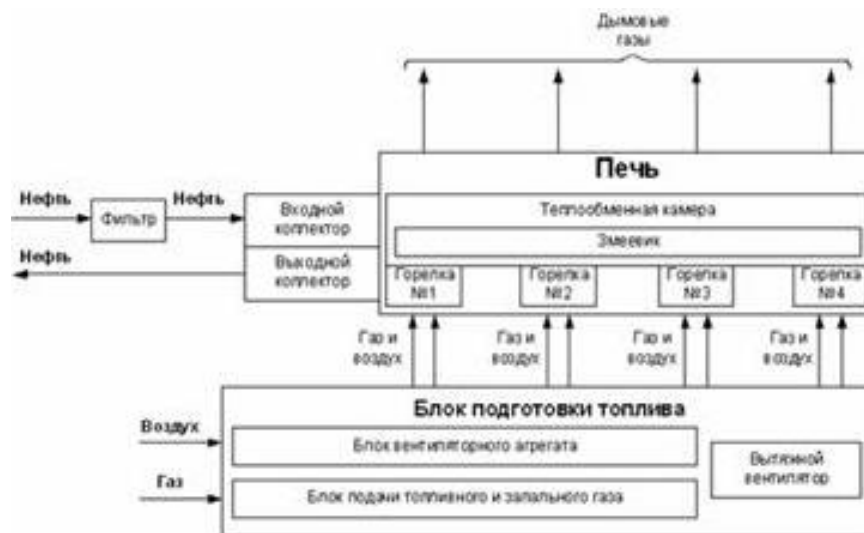 Дымовые
газы
Печь
Нефть
Фильтр
Нефть
Входной
коллектор
Теплообменная камера
Змеевик
Нефть
Выходной
коллектор
Горелка
№1
Горелка
№2
Горелка
№3
Горелка
№4
Газ и
воздух
Газ и
воздух
Газ и
воздух
Газ и
воздух
Блок подготовки топлива
Воздух
Блок вентиляторного агрегата
Вытяжной
вентилятор
Газ
Блок подачи топливного и запального газа